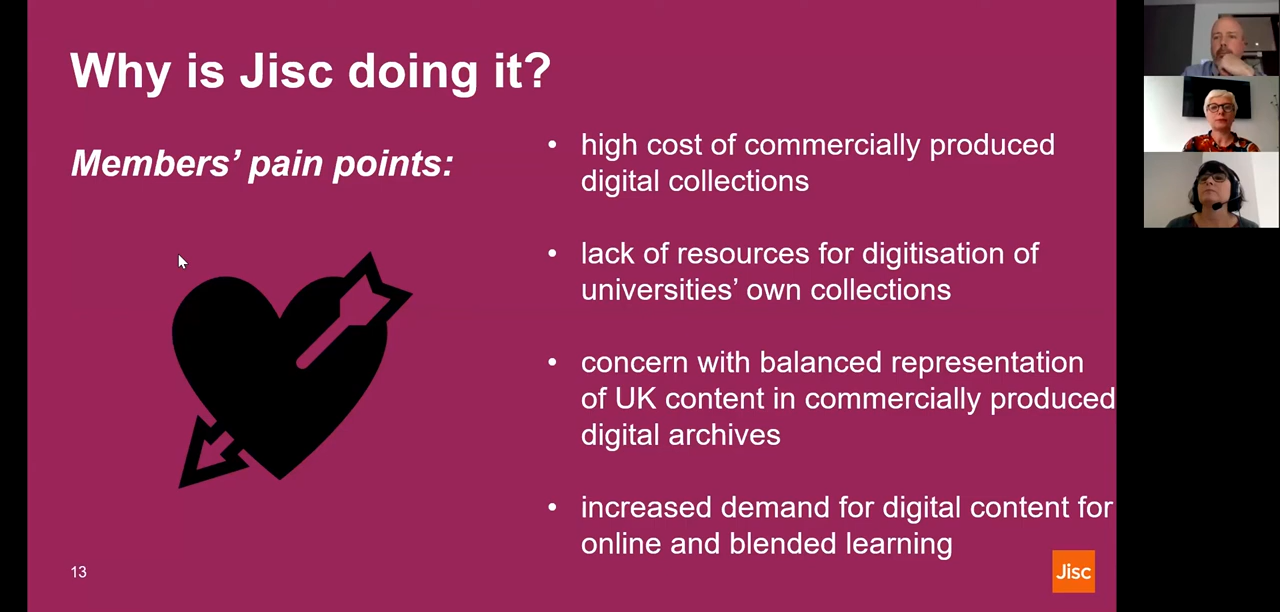 Why is Jisc doing it?
Members’ pain points:
• high cost of commercially produced
digital collections
• lack of resources for digitisation of
universities’ own collections
• concern with balanced representation
of UK content in commercially produced
digital archives
• increased demand for digital content for
online and blended learning
13
Jisc